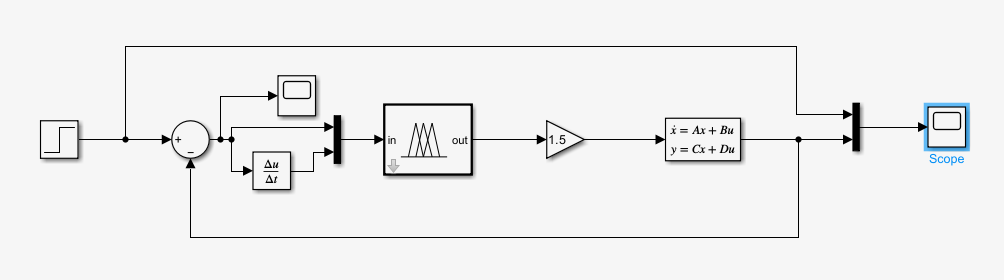 +
−
Δu
Δt
in
out
1.5
ẋ = Ax + Bu
y = Cx + Du
Scope